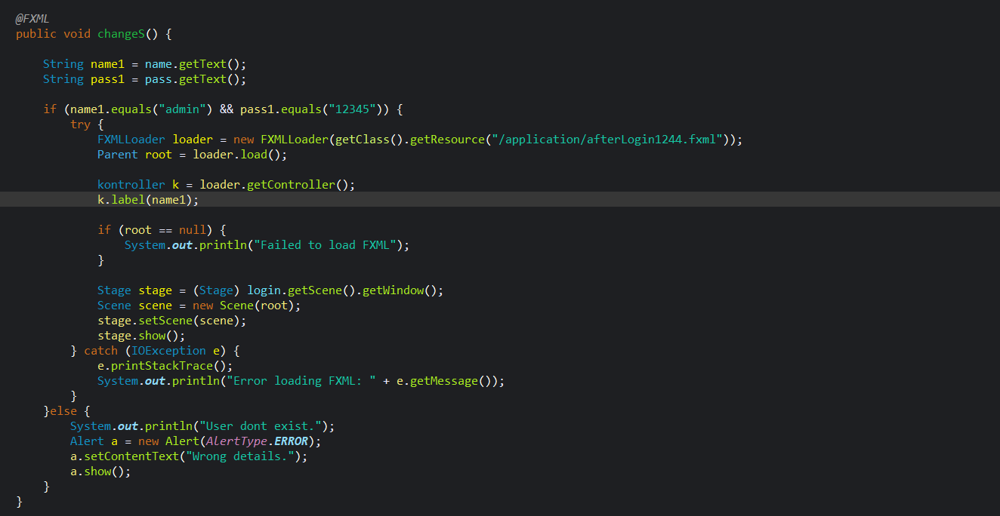 @FXML
public void changeS() {
String name1 = name.getText();
String pass1 = pass.getText();
if (name1.equals("admin") && pass1.equals("12345")) {
try {
FXMLLoader loader = new FXMLLoader(getClass().getResource("/application/afterLogin1244.fxml"));
Parent root = loader.load();
kontroller k = loader.getController();
k.label(name1);
if (root == null) {
System.out.println("Failed to load FXML");
}
Stage stage = (Stage) login.getScene().getWindow();
Scene scene = new Scene(root);
stage.setScene(scene);
stage.show();
} catch (IOException e) {
e.printStackTrace();
System.out.println("Error loading FXML: " + e.getMessage());
}
}else {
System.out.println("User dont exist.");
Alert a = new Alert(AlertType.ERROR);
a.setContentText("Wrong details.");
a.show();
}
}